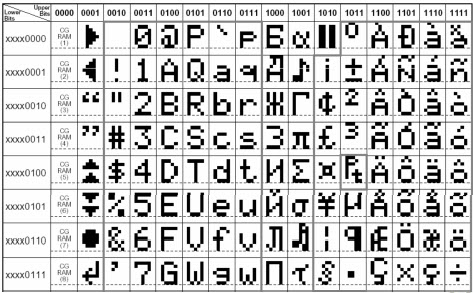 Lower Bits Upper Bits 0000 0001 0010 0011 0100 0101 0110 0111 1000 1001 1010 1011 1100 1101 1110 1111
xxxx0000 CG RAM (1) ▶ 0 @ P ` p Б α ⏸ ⁰ À Ð à ð
xxxx0001 CG RAM (2) ◀ ! 1 A Q a q Д ♪ ¡ ± Á Ñ á ñ
xxxx0010 CG RAM (3) “ " 2 B R b r Ж Γ ¢ ² Â Ò â ò
xxxx0011 CG RAM (4) ” # 3 C S c s З π £ ³ Ã Ó ã ó
xxxx0100 CG RAM (5) ⏫ $ 4 D T d t И Σ ¤ ₧ Ä Ô ä ô
xxxx0101 CG RAM (6) ⏬ % 5 E U e u Й σ ¥ µ Å Õ å õ
xxxx0110 CG RAM (7) ● & 6 F V f v Л ♫ ¦ ¶ Æ Ö æ ö
xxxx0111 CG RAM (8) ↵ ' 7 G W g w П τ § · Ç × ç ÷